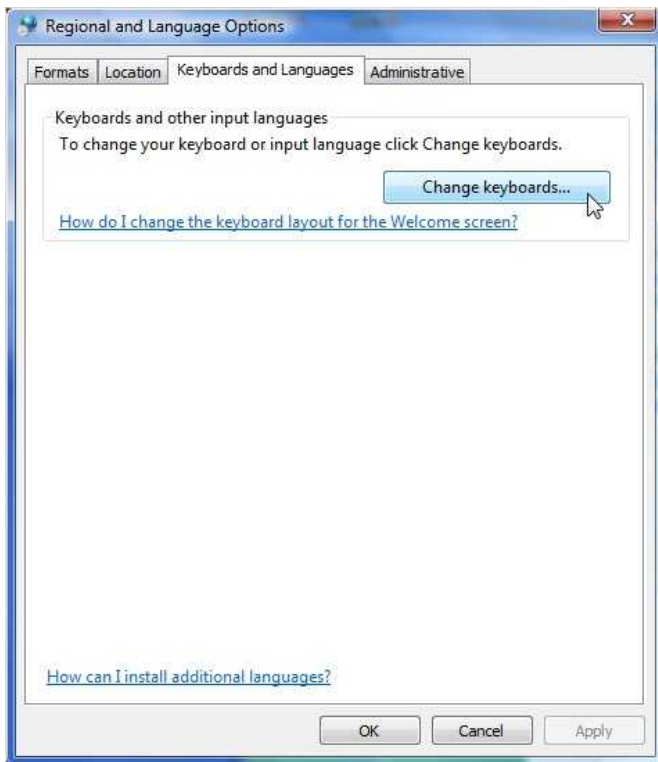 Regional and Language Options
Formats Location Keyboards and Languages Administrative
Keyboards and other input languages
To change your keyboard or input language click Change keyboards.
Change keyboards...
How do I change the keyboard layout for the Welcome screen?
How can I install additional languages?
OK Cancel Apply